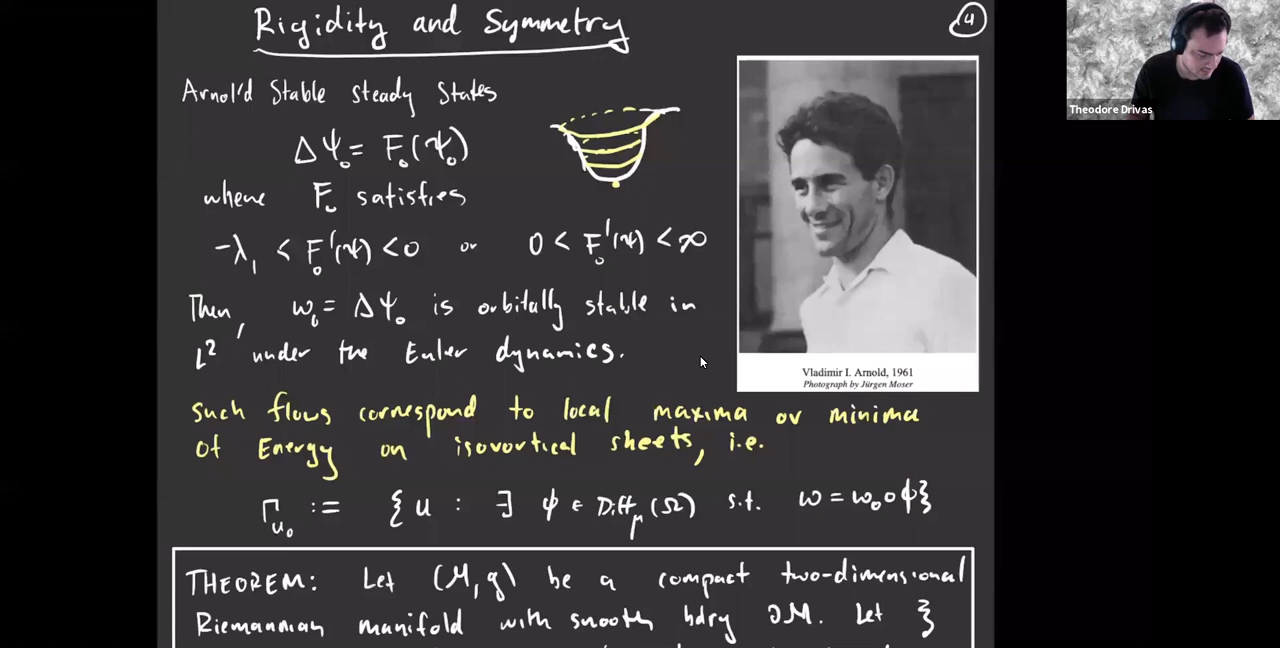 Rigidity and Symmetry
4
Theodore Drivas
Arnol'd Stable steady States
Δψ₀ = F₀(ψ₀)
where F₀ satisfies
-λ₁ < F₀'(ψ) < 0 or 0 < F₀'(ψ) < ∞
Then, ω₀ = Δψ₀ is orbitally stable in
L² under the Euler dynamics.
Vladimir I. Arnold, 1961
Photograph by Jürgen Moser
Such flows correspond to local maxima or minima
of Energy on isovortical sheets, i.e.
Γ_{u₀} := { u : ∃ φ ∈ Diff_μ(Ω) s.t. ω = ω₀ ∘ φ }
THEOREM: Let (M, g) be a compact two-dimensional
Riemannian manifold with smooth bdry ∂M. Let ξ